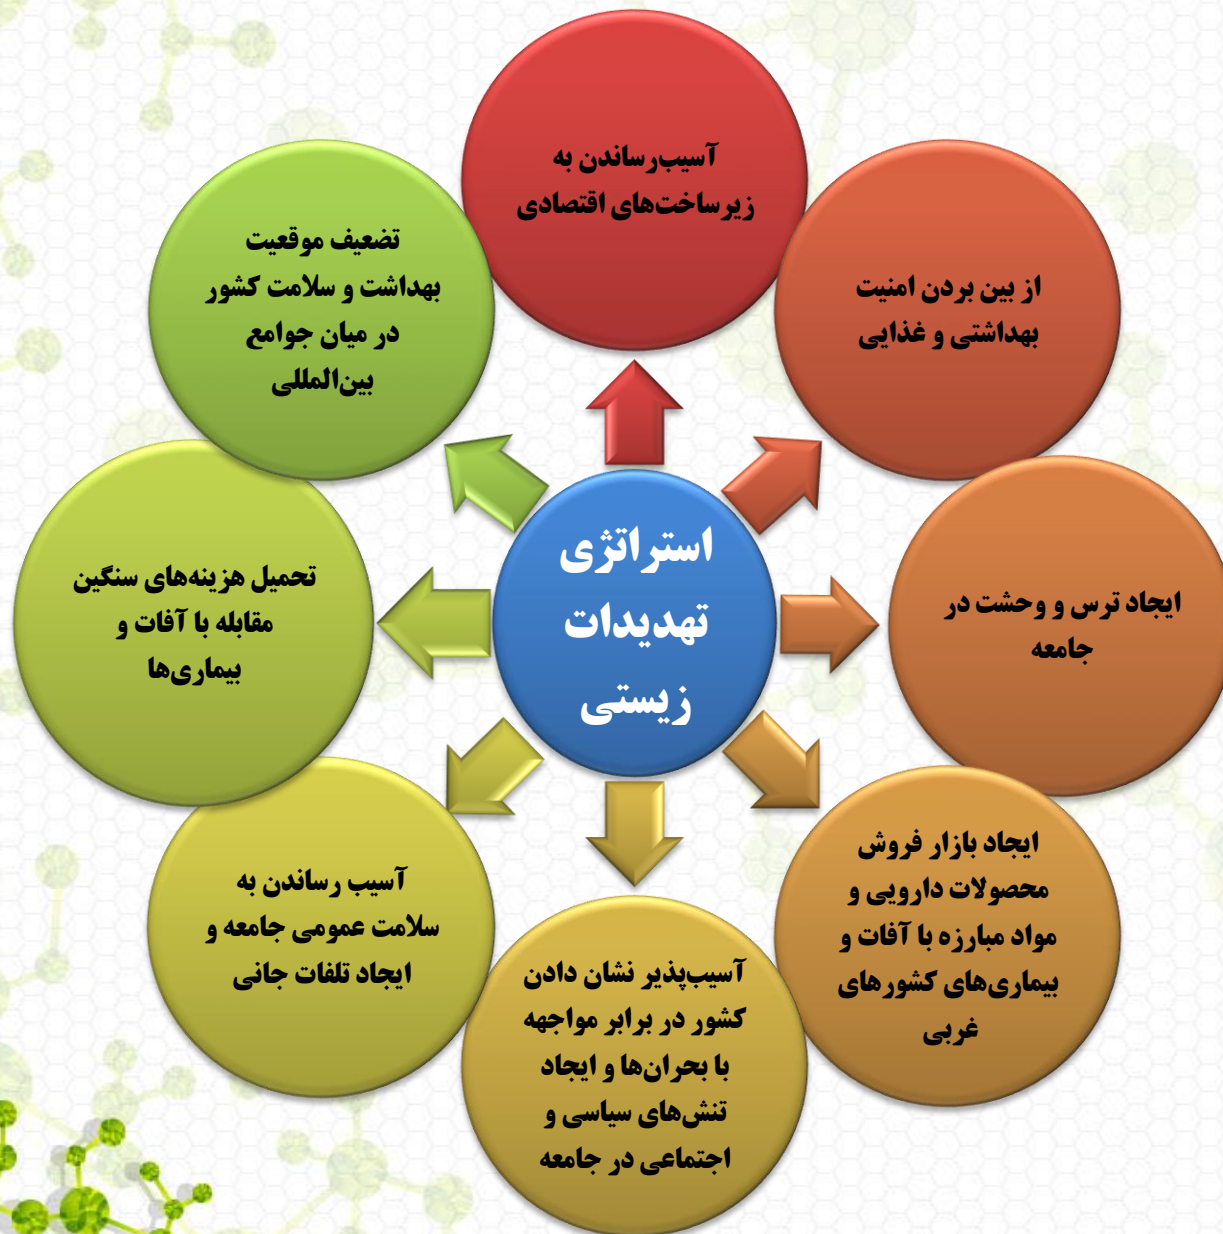 استراتژی
تهدیدات
زیستی
آسیب‌رساندن به
زیرساخت‌های اقتصادی
از بین بردن امنیت
بهداشتی و غذایی
ایجاد ترس و وحشت در
جامعه
ایجاد بازار فروش
محصولات دارویی و
مواد مبارزه با آفات و
بیماری‌های کشورهای
غربی
آسیب‌پذیر نشان دادن
کشور در برابر مواجهه
با بحران‌ها و ایجاد
تنش‌های سیاسی و
اجتماعی در جامعه
آسیب رساندن به
سلامت عمومی جامعه و
ایجاد تلفات جانی
تحمیل هزینه‌های سنگین
مقابله با آفات و
بیماری‌ها
تضعیف موقعیت
بهداشت و سلامت کشور
در میان جوامع
بین‌المللی